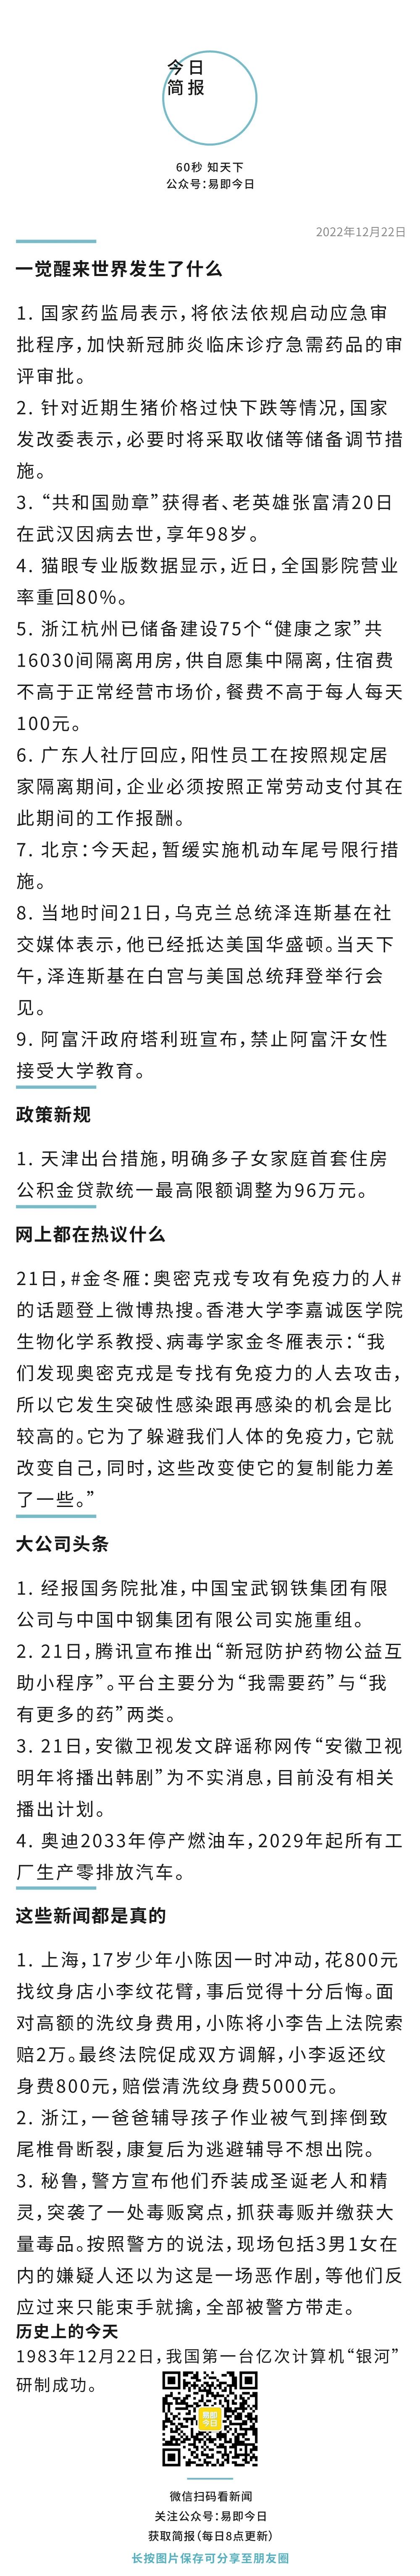 今日
简报
60秒 知天下
公众号：易即今日
2022年12月22日
一觉醒来世界发生了什么
1. 国家药监局表示，将依法依规启动应急审
批程序，加快新冠肺炎临床诊疗急需药品的审
评审批。
2. 针对近期生猪价格过快下跌等情况，国家
发改委表示，必要时将采取收储等储备调节措
施。
3. “共和国勋章”获得者、老英雄张富清20日
在武汉因病去世，享年98岁。
4. 猫眼专业版数据显示，近日，全国影院营业
率重回80%。
5. 浙江杭州已储备建设75个“健康之家”共
16030间隔离用房，供自愿集中隔离，住宿费
不高于正常经营市场价，餐费不高于每人每天
100元。
6. 广东人社厅回应，阳性员工在按照规定居
家隔离期间，企业必须按照正常劳动支付其在
此期间的工作报酬。
7. 北京：今天起，暂缓实施机动车尾号限行措
施。
8. 当地时间21日，乌克兰总统泽连斯基在社
交媒体表示，他已经抵达美国华盛顿。当天下
午，泽连斯基在白宫与美国总统拜登举行会
见。
9. 阿富汗政府塔利班宣布，禁止阿富汗女性
接受大学教育。
政策新规
1. 天津出台措施，明确多子女家庭首套住房
公积金贷款统一最高限额调整为96万元。
网上都在热议什么
21日，#金冬雁：奥密克戎专攻有免疫力的人#
的话题登上微博热搜。香港大学李嘉诚医学院
生物化学系教授、病毒学家金冬雁表示：“我
们发现奥密克戎是专找有免疫力的人去攻击，
所以它发生突破性感染跟再感染的机会是比
较高的。它为了躲避我们人体的免疫力，它就
改变自己，同时，这些改变使它的复制能力差
了一些。”
大公司头条
1. 经报国务院批准，中国宝武钢铁集团有限
公司与中国中钢集团有限公司实施重组。
2. 21日，腾讯宣布推出“新冠防护药物公益互
助小程序”。平台主要分为“我需要药”与“我
有更多的药”两类。
3. 21日，安徽卫视发文辟谣称网传“安徽卫视
明年将播出韩剧”为不实消息，目前没有相关
播出计划。
4. 奥迪2033年停产燃油车，2029年起所有工
厂生产零排放汽车。
这些新闻都是真的
1. 上海，17岁少年小陈因一时冲动，花800元
找纹身店小李纹花臂，事后觉得十分后悔。面
对高额的洗纹身费用，小陈将小李告上法院索
赔2万。最终法院促成双方调解，小李返还纹
身费800元，赔偿清洗纹身费5000元。
2. 浙江，一爸爸辅导孩子作业被气到摔倒致
尾椎骨断裂，康复后为逃避辅导不想出院。
3. 秘鲁，警方宣布他们乔装成圣诞老人和精
灵，突袭了一处毒贩窝点，抓获毒贩并缴获大
量毒品。按照警方的说法，现场包括3男1女在
内的嫌疑人还以为这是一场恶作剧，等他们反
应过来只能束手就擒，全部被警方带走。
历史上的今天
1983年12月22日，我国第一台亿次计算机“银河”
研制成功。
易即
今日
微信扫码看新闻
关注公众号：易即今日
获取简报（每日8点更新）
长按图片保存可分享至朋友圈